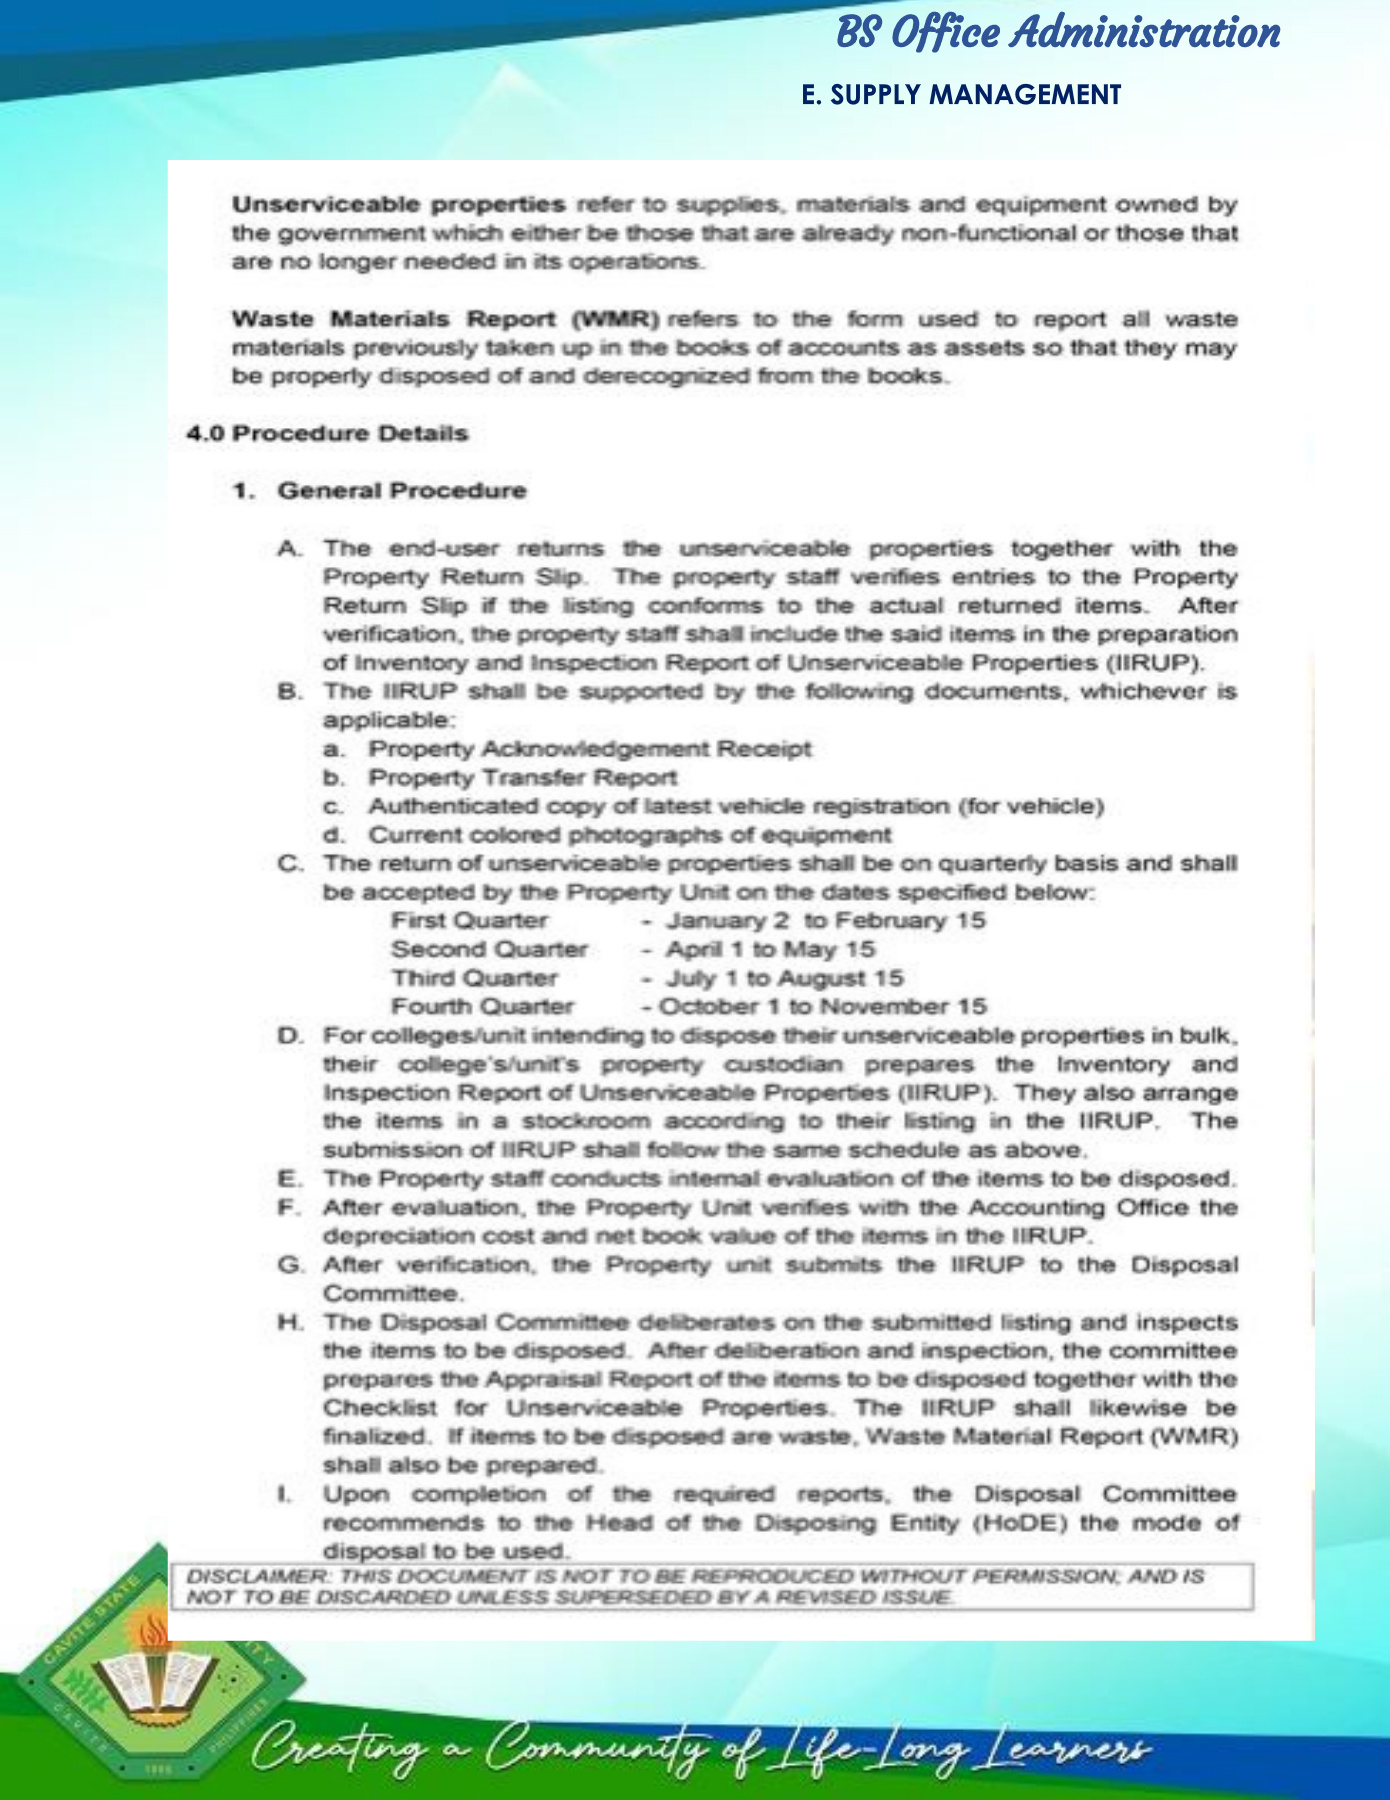 BS Office Administration
E. SUPPLY MANAGEMENT
Unserviceable properties refer to supplies, materials and equipment owned by
the government which either be those that are already non-functional or those that
are no longer needed in its operations.
Waste Materials Report (WMR) refers to the form used to report all waste
materials previously taken up in the books of accounts as assets so that they may
be properly disposed of and derecognized from the books.
4.0 Procedure Details
1. General Procedure
A. The end-user returns the unserviceable properties together with the
Property Return Slip. The property staff verifies entries to the Property
Return Slip if the listing conforms to the actual returned items. After
verification, the property staff shall include the said items in the preparation
of Inventory and Inspection Report of Unserviceable Properties (IIRUP).
B. The IIRUP shall be supported by the following documents, whichever is
applicable:
a. Property Acknowledgement Receipt
b. Property Transfer Report
c. Authenticated copy of latest vehicle registration (for vehicle)
d. Current colored photographs of equipment
C. The return of unserviceable properties shall be on quarterly basis and shall
be accepted by the Property Unit on the dates specified below:
First Quarter - January 2 to February 15
Second Quarter - April 1 to May 15
Third Quarter - July 1 to August 15
Fourth Quarter - October 1 to November 15
D. For colleges/unit intending to dispose their unserviceable properties in bulk,
their college's/unit's property custodian prepares the Inventory and
Inspection Report of Unserviceable Properties (IIRUP). They also arrange
the items in a stockroom according to their listing in the IIRUP. The
submission of IIRUP shall follow the same schedule as above.
E. The Property staff conducts internal evaluation of the items to be disposed.
F. After evaluation, the Property Unit verifies with the Accounting Office the
depreciation cost and net book value of the items in the IIRUP.
G. After verification, the Property unit submits the IIRUP to the Disposal
Committee.
H. The Disposal Committee deliberates on the submitted listing and inspects
the items to be disposed. After deliberation and inspection, the committee
prepares the Appraisal Report of the items to be disposed together with the
Checklist for Unserviceable Properties. The IIRUP shall likewise be
finalized. If items to be disposed are waste, Waste Material Report (WMR)
shall also be prepared.
I. Upon completion of the required reports, the Disposal Committee
recommends to the Head of the Disposing Entity (HoDE) the mode of
disposal to be used.
DISCLAIMER: THIS DOCUMENT IS NOT TO BE REPRODUCED WITHOUT PERMISSION; AND IS
NOT TO BE DISCARDED UNLESS SUPERSEDED BY A REVISED ISSUE.
CAVITE STATE
ITY
CAVITE
PHILIPPINES
1906
Creating a Community of Life-Long Learners